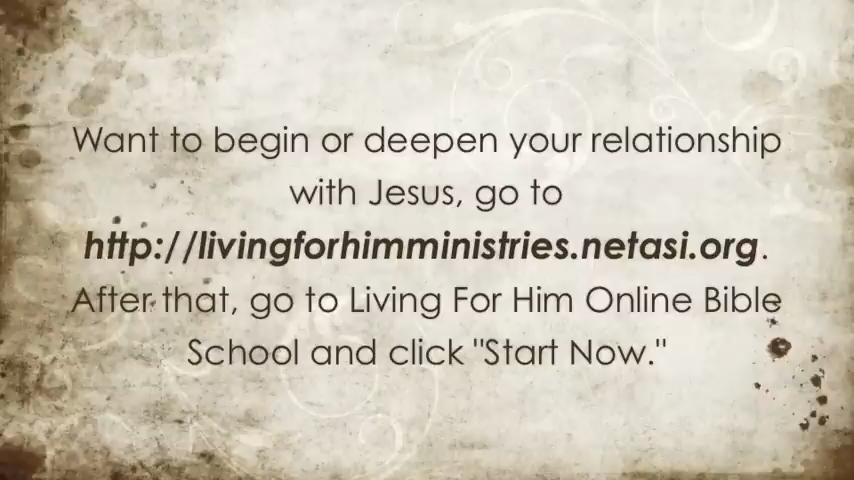 Want to begin or deepen your relationship
with Jesus, go to
http://livingforhimministries.netasi.org.
After that, go to Living For Him Online Bible
School and click "Start Now."